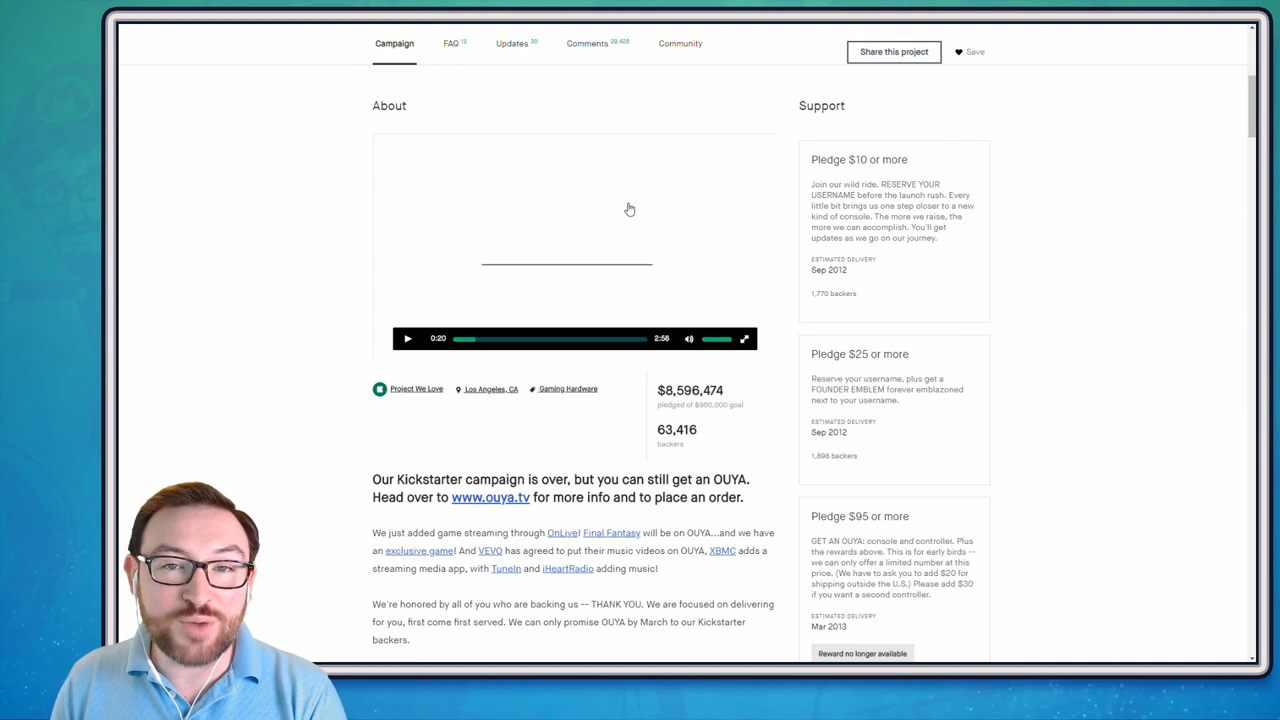 Campaign
FAQ 12
Updates 30
Comments 29,425
Community
Share this project
Save
About
Support
0:20
2:58
Project We Love
Los Angeles, CA
Gaming Hardware
$8,596,474
pledged of $950,000 goal
63,416
backers
Our Kickstarter campaign is over, but you can still get an OUYA.
Head over to www.ouya.tv for more info and to place an order.
We just added game streaming through OnLive! Final Fantasy will be on OUYA...and we have
an exclusive game! And VEVO has agreed to put their music videos on OUYA, XBMC adds a
streaming media app, with TuneIn and iHeartRadio adding music!
We're honored by all of you who are backing us -- THANK YOU. We are focused on delivering
for you, first come first served. We can only promise OUYA by March to our Kickstarter
backers.
Pledge $10 or more
Join our wild ride. RESERVE YOUR
USERNAME before the launch rush. Every
little bit brings us one step closer to a new
kind of console. The more we raise, the
more we can accomplish. You'll get
updates as we go on our journey.
ESTIMATED DELIVERY
Sep 2012
1,770 backers
Pledge $25 or more
Reserve your username, plus get a
FOUNDER EMBLEM forever emblazoned
next to your username.
ESTIMATED DELIVERY
Sep 2012
1,898 backers
Pledge $95 or more
GET AN OUYA: console and controller. Plus
the rewards above. This is for early birds --
we can only offer a limited number at this
price. (We have to ask you to add $20 for
shipping outside the U.S.) Please add $30
if you want a second controller.
ESTIMATED DELIVERY
Mar 2013
Reward no longer available